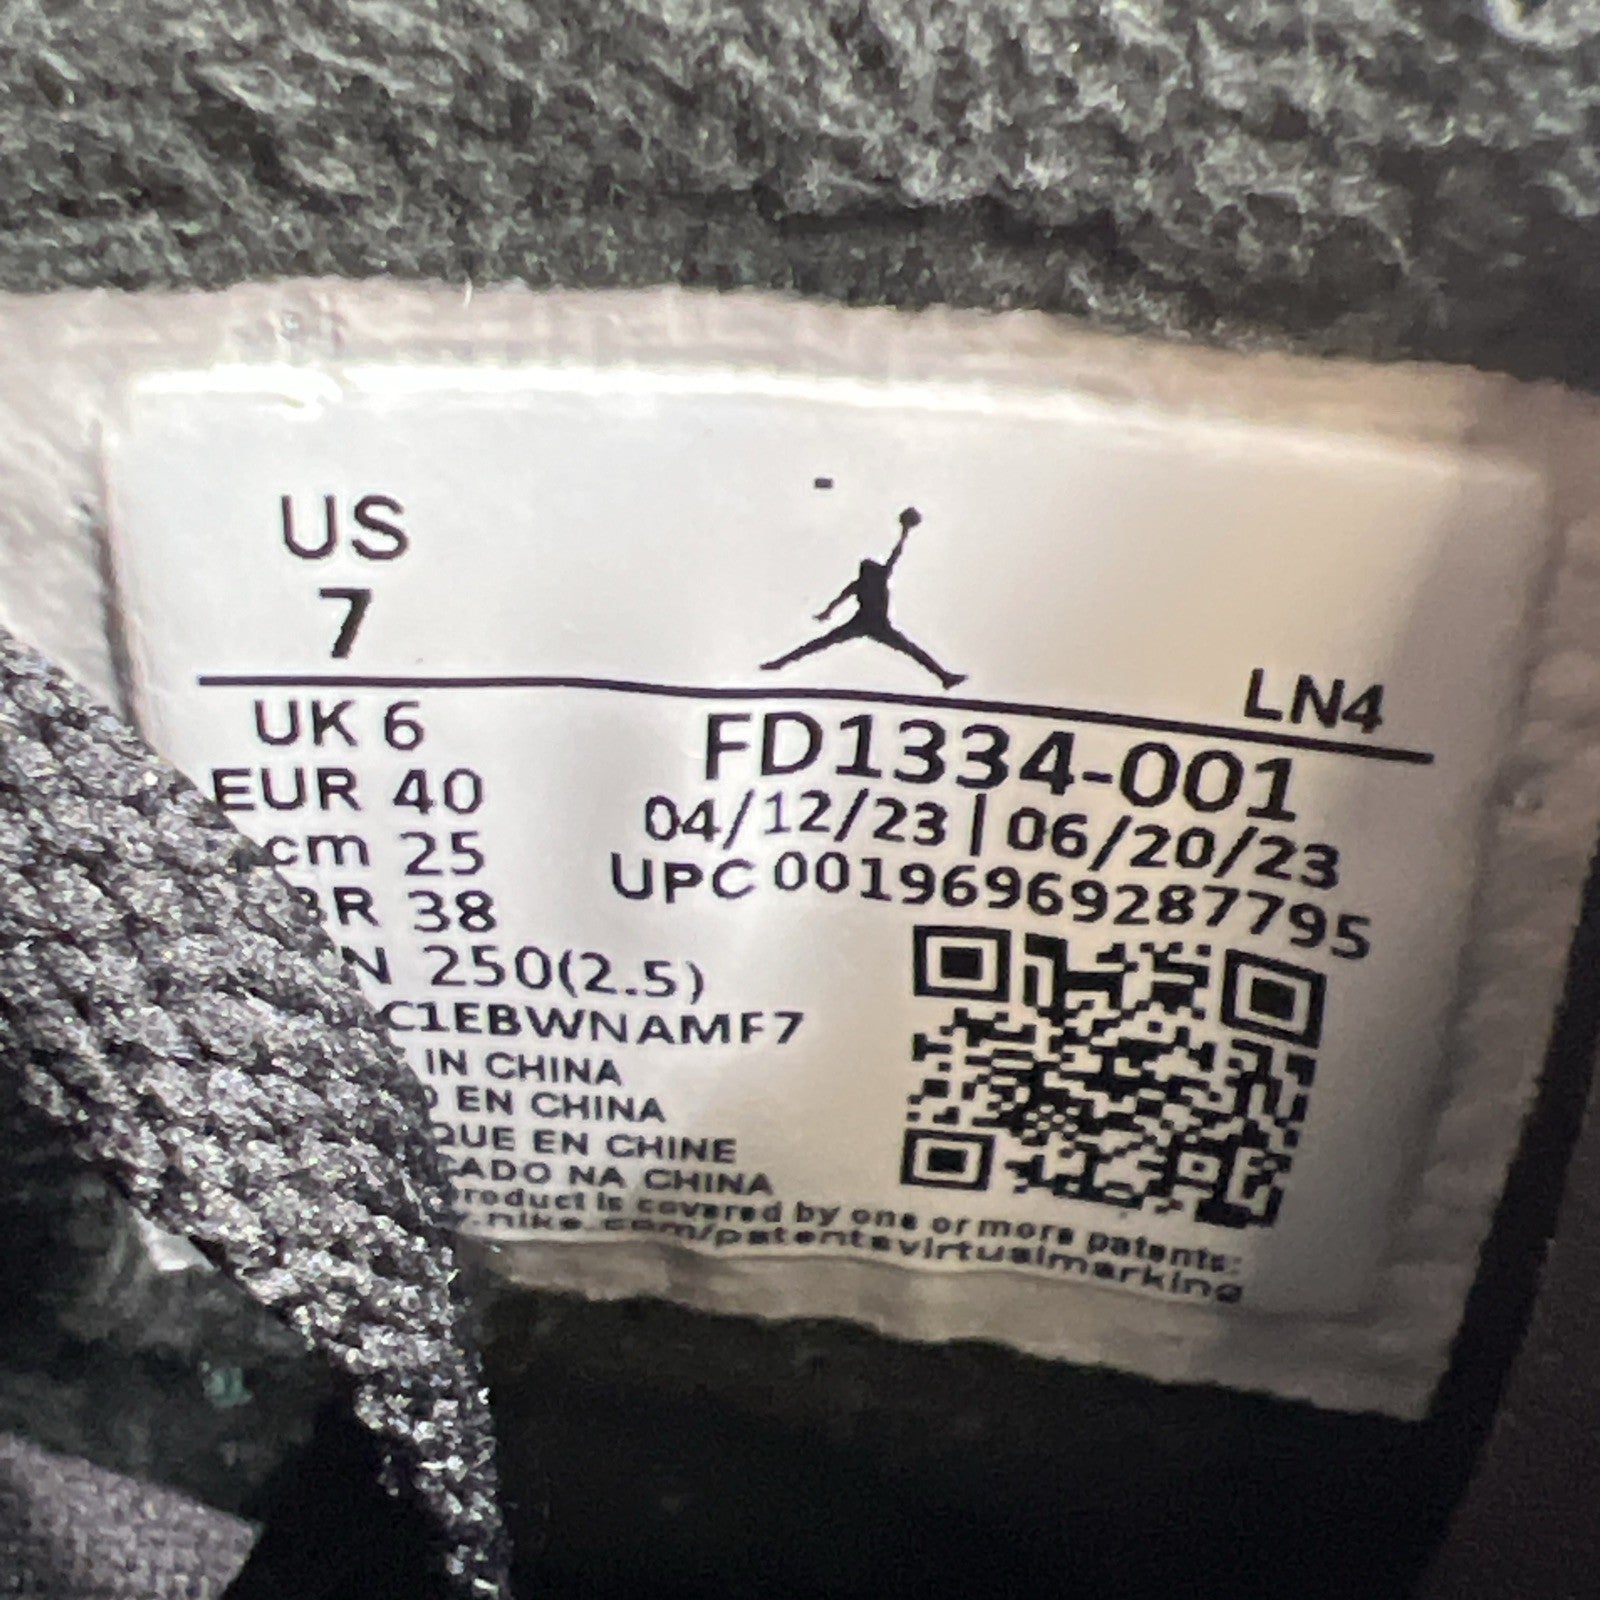 US
7
LN4
UK 6
EUR 40
cm 25
BR 38
N 250(2.5)
FD1334-001
04/12/23 | 06/20/23
UPC 00196969287795
C1EBWNAMF7
IN CHINA
EN CHINA
QUE EN CHINE
CADO NA CHINA
product is covered by one or more patents:
.nike.com/patentsvirtualmarking